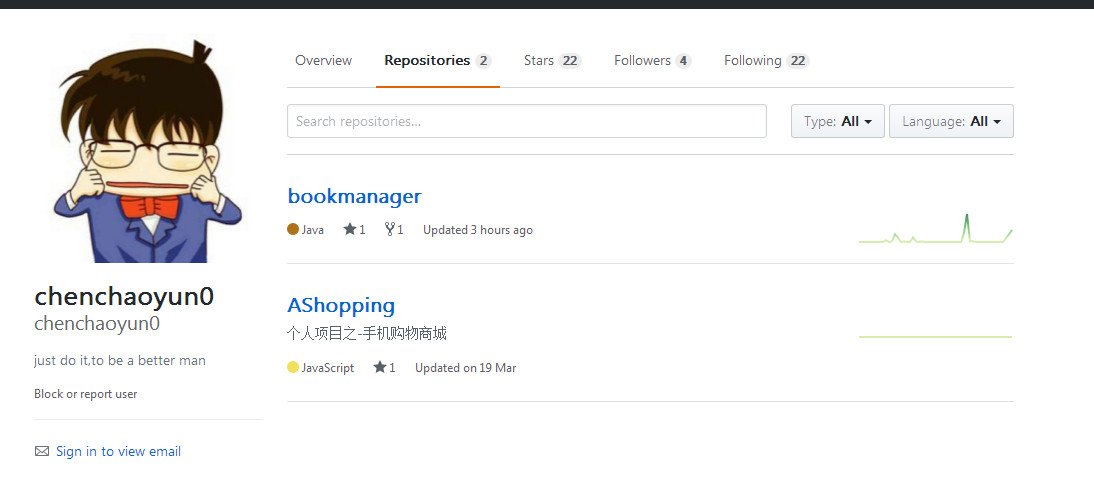 Overview Repositories 2 Stars 22 Followers 4 Following 22
Search repositories...
Type: All Language: All
bookmanager
Java 1 1 Updated 3 hours ago
AShopping
个人项目之-手机购物商城
JavaScript 1 Updated on 19 Mar
chenchaoyun0
chenchaoyun0
just do it,to be a better man
Block or report user
Sign in to view email